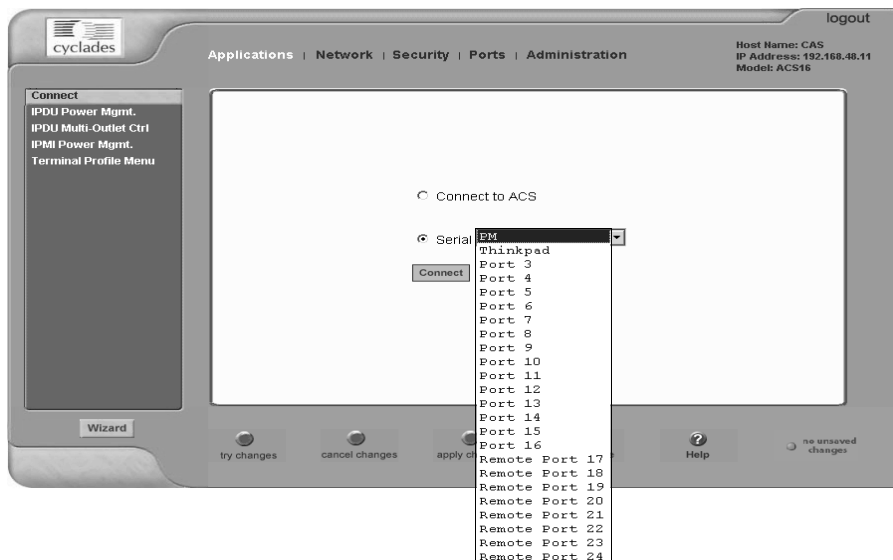 logout
cyclades
Applications | Network | Security | Ports | Administration
Host Name: CAS
IP Address: 192.168.48.11
Model: ACS16
Connect
IPDU Power Mgmt.
IPDU Multi-Outlet Ctrl
IPMI Power Mgmt.
Terminal Profile Menu
Connect to ACS
Serial
PM
Thinkpad
Port 3
Port 4
Port 5
Port 6
Port 7
Port 8
Port 9
Port 10
Port 11
Port 12
Port 13
Port 14
Port 15
Port 16
Remote Port 17
Remote Port 18
Remote Port 19
Remote Port 20
Remote Port 21
Remote Port 22
Remote Port 23
Remote Port 24
Connect
Wizard
try changes
cancel changes
apply
Help
no unsaved
changes